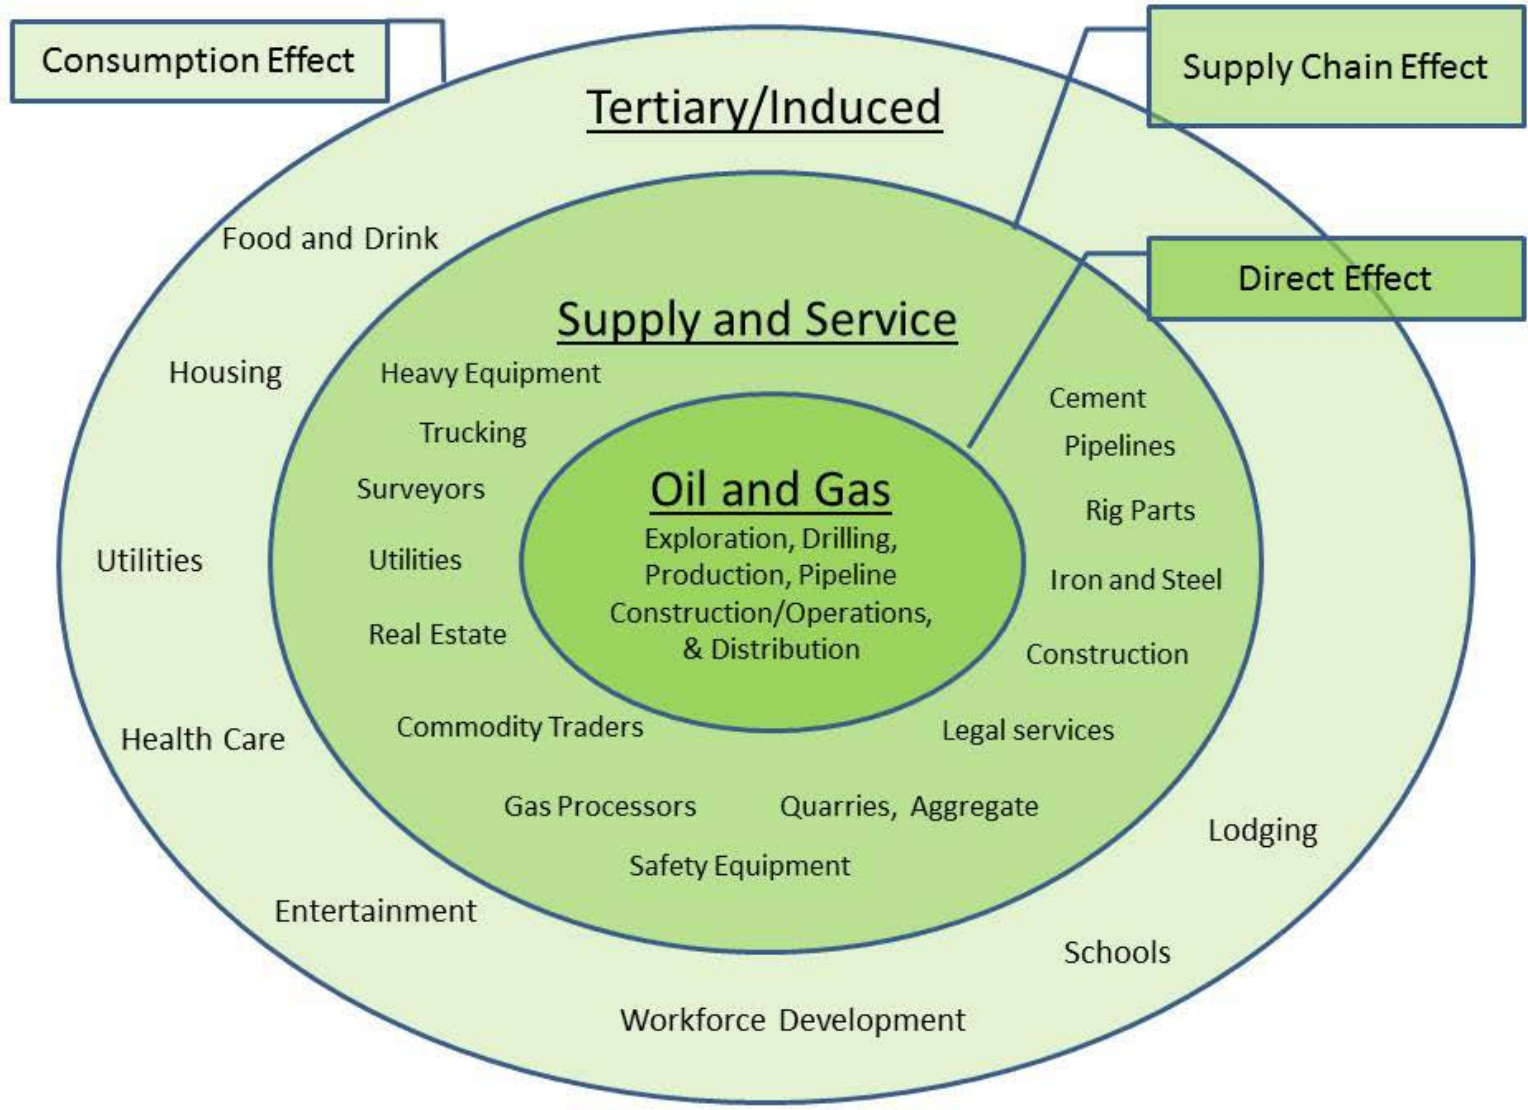 Consumption Effect
Supply Chain Effect
Tertiary/Induced
Food and Drink
Direct Effect
Supply and Service
Housing
Heavy Equipment
Cement
Trucking
Pipelines
Surveyors
Oil and Gas
Rig Parts
Exploration, Drilling,
Production, Pipeline
Construction/Operations,
& Distribution
Utilities
Utilities
Iron and Steel
Real Estate
Construction
Health Care
Commodity Traders
Legal services
Gas Processors
Quarries, Aggregate
Lodging
Safety Equipment
Entertainment
Schools
Workforce Development